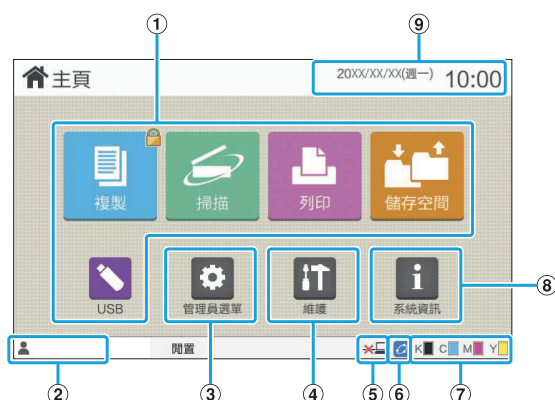 ① ⑨
主頁 20XX/XX/XX(週一) 10:00
複製 掃描 列印 儲存空間
USB 管理員選單 維護 系統資訊 ⑧
閒置 K C M Y
② ③ ④ ⑤ ⑥ ⑦